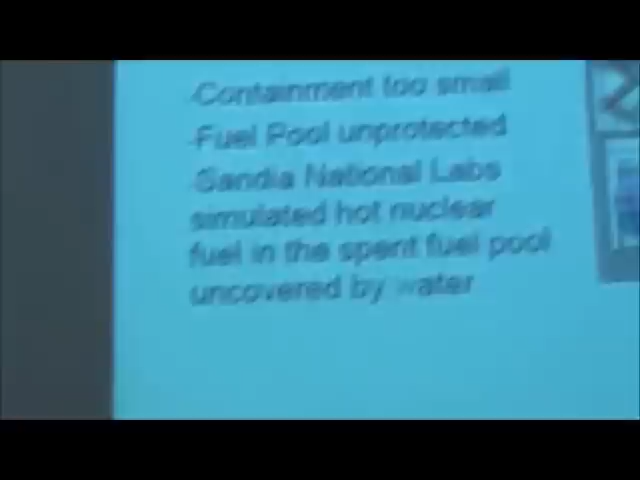 -Containment too small
-Fuel Pool unprotected
-Sandia National Labs
simulated hot nuclear
fuel in the spent fuel pool
uncovered by water